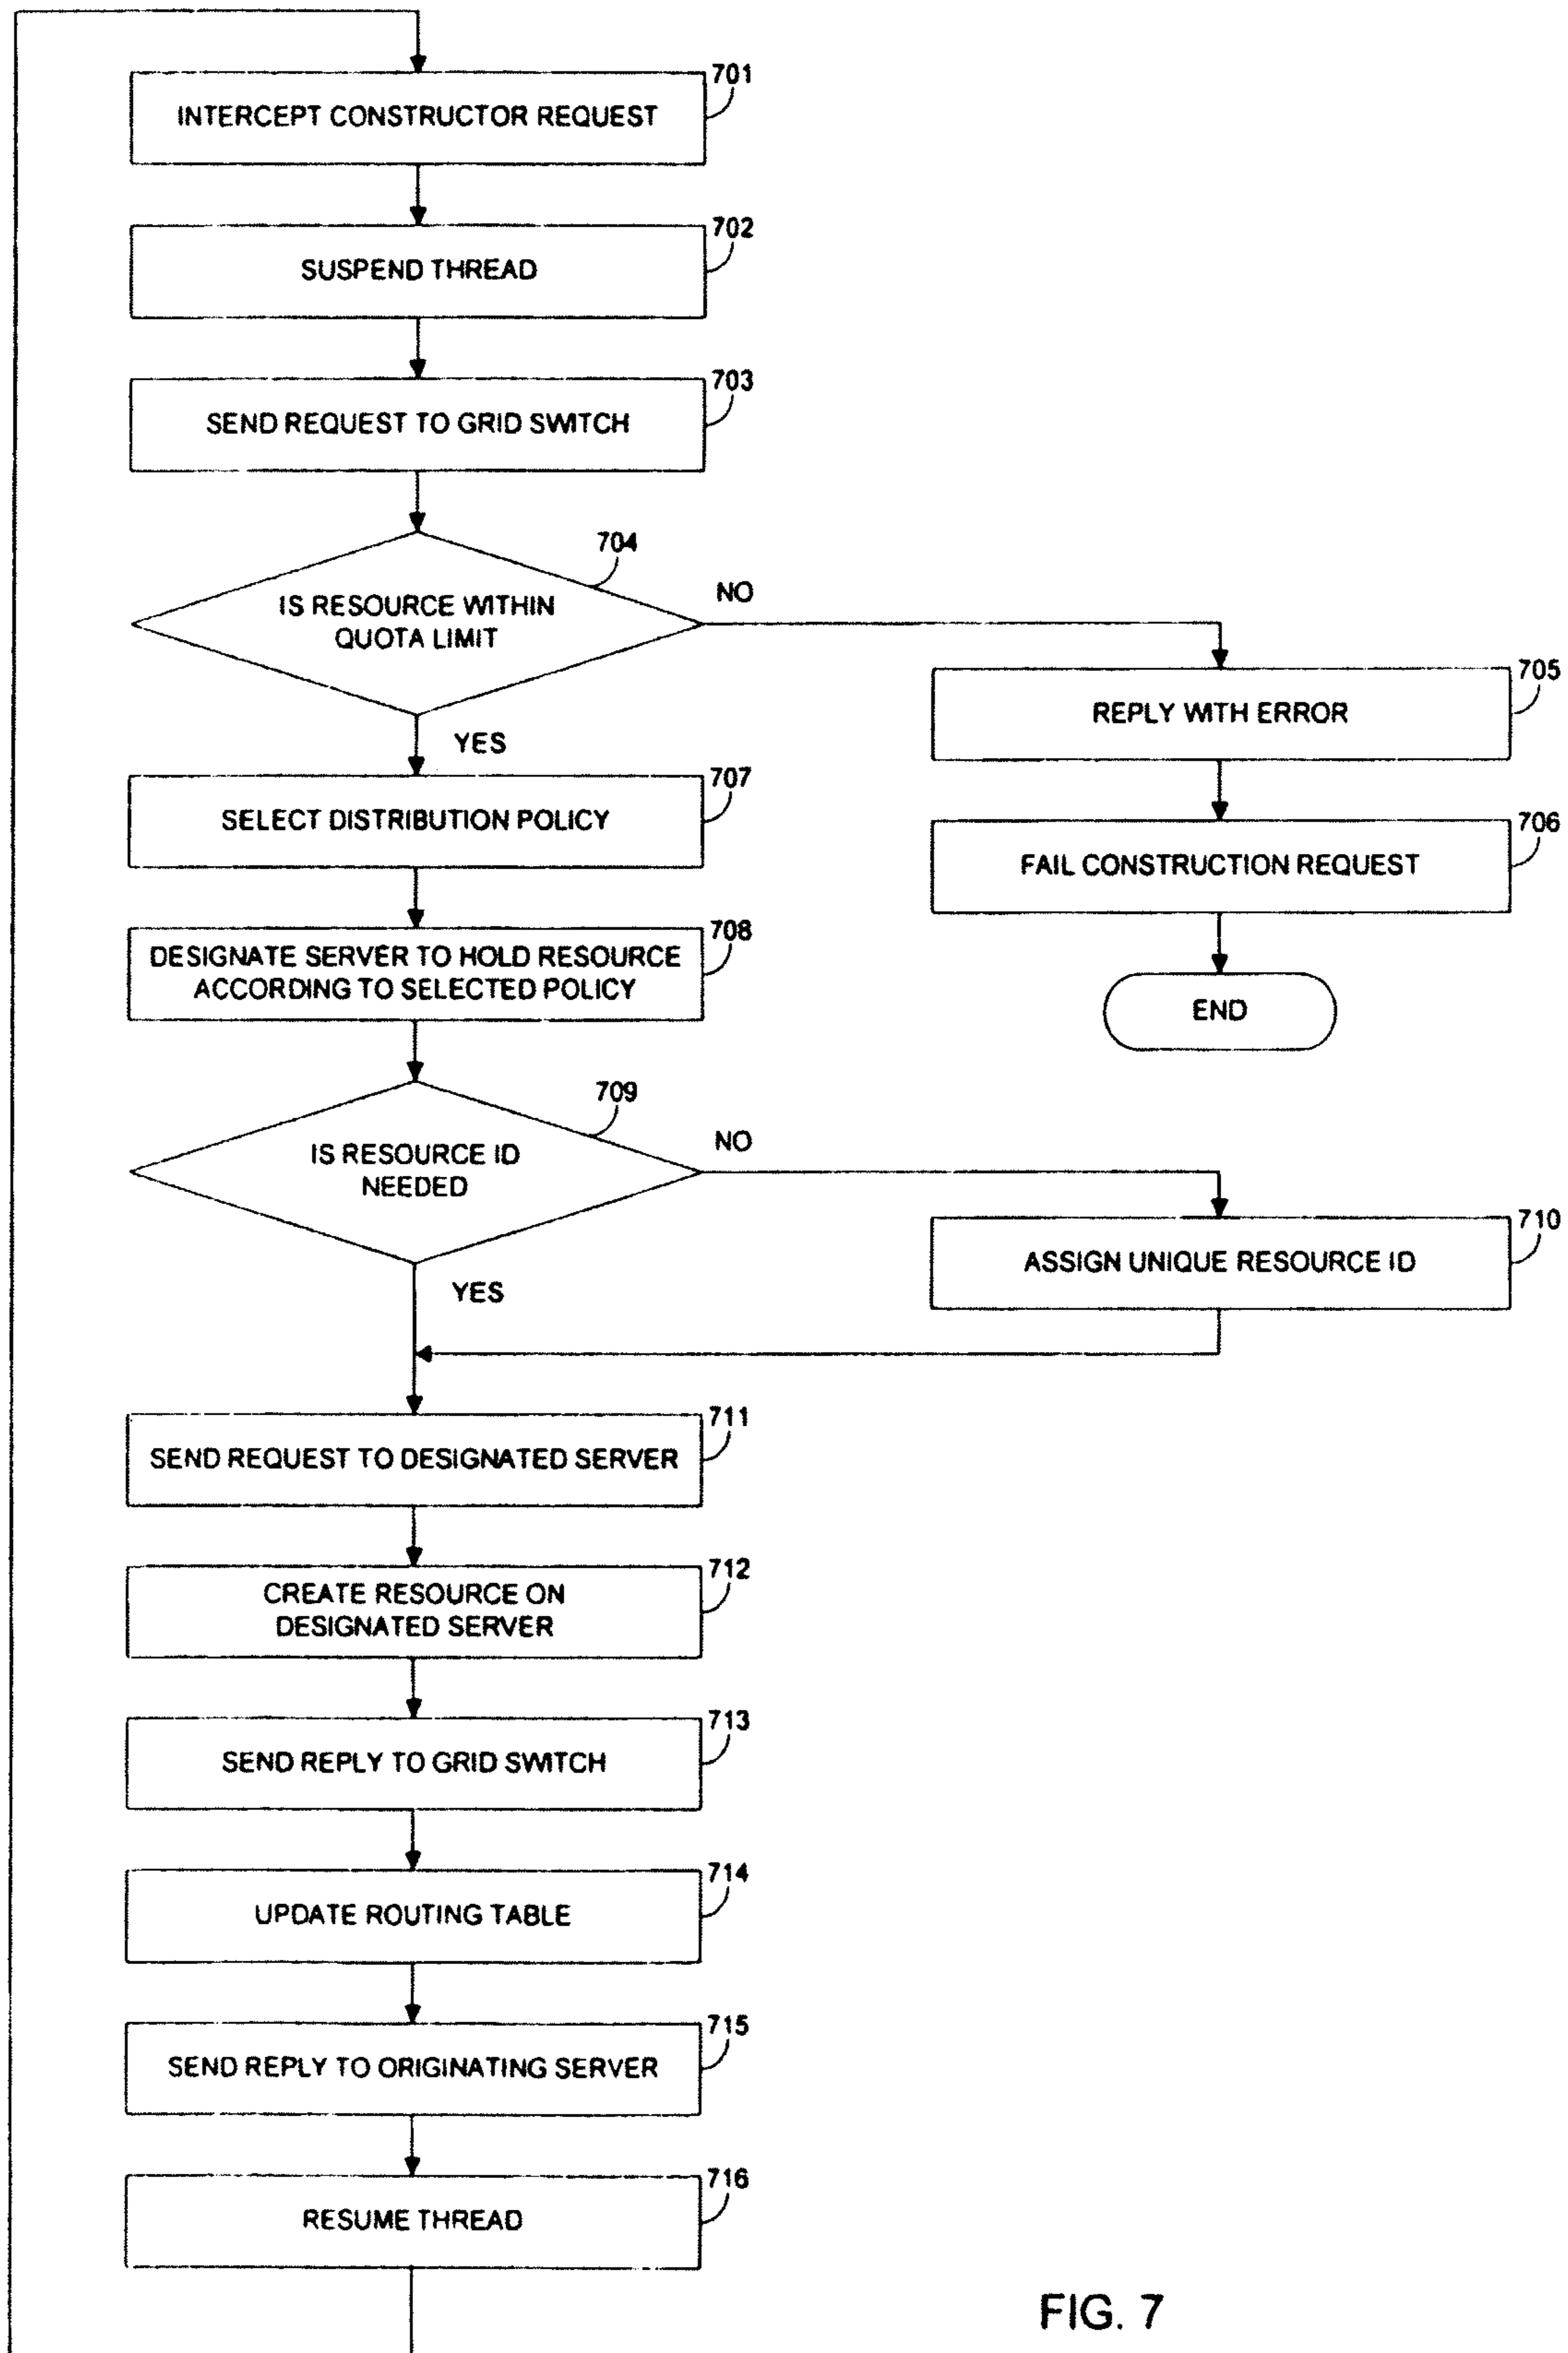 701
INTERCEPT CONSTRUCTOR REQUEST
702
SUSPEND THREAD
703
SEND REQUEST TO GRID SWITCH
704
IS RESOURCE WITHIN
QUOTA LIMIT
NO
YES
705
REPLY WITH ERROR
706
FAIL CONSTRUCTION REQUEST
END
707
SELECT DISTRIBUTION POLICY
708
DESIGNATE SERVER TO HOLD RESOURCE
ACCORDING TO SELECTED POLICY
709
IS RESOURCE ID
NEEDED
NO
YES
710
ASSIGN UNIQUE RESOURCE ID
711
SEND REQUEST TO DESIGNATED SERVER
712
CREATE RESOURCE ON
DESIGNATED SERVER
713
SEND REPLY TO GRID SWITCH
714
UPDATE ROUTING TABLE
715
SEND REPLY TO ORIGINATING SERVER
716
RESUME THREAD
FIG. 7